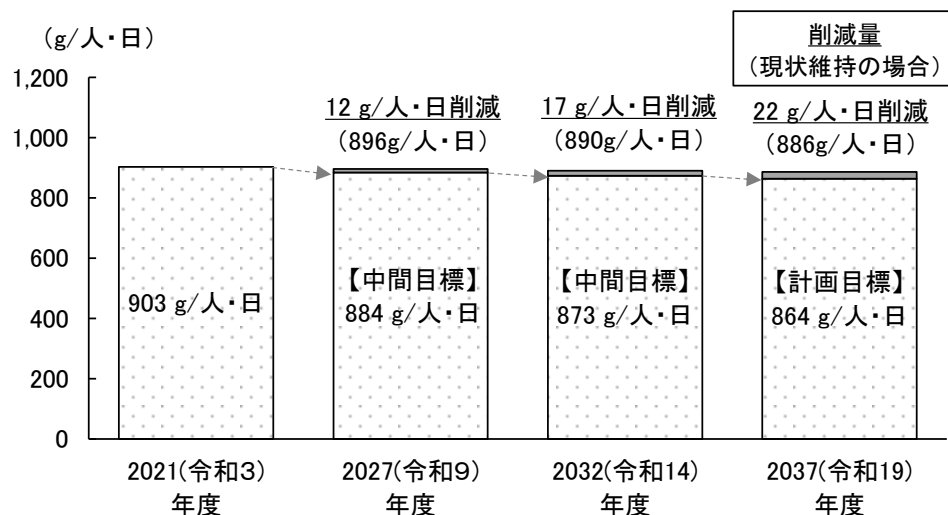 (g/人・日)
削減量
(現状維持の場合)
1,200
1,000
800
600
400
200
0
12 g/人・日削減
(896g/人・日)
17 g/人・日削減
(890g/人・日)
22 g/人・日削減
(886g/人・日)
903 g/人・日
【中間目標】
884 g/人・日
【中間目標】
873 g/人・日
【計画目標】
864 g/人・日
2021(令和3)
年度
2027(令和9)
年度
2032(令和14)
年度
2037(令和19)
年度